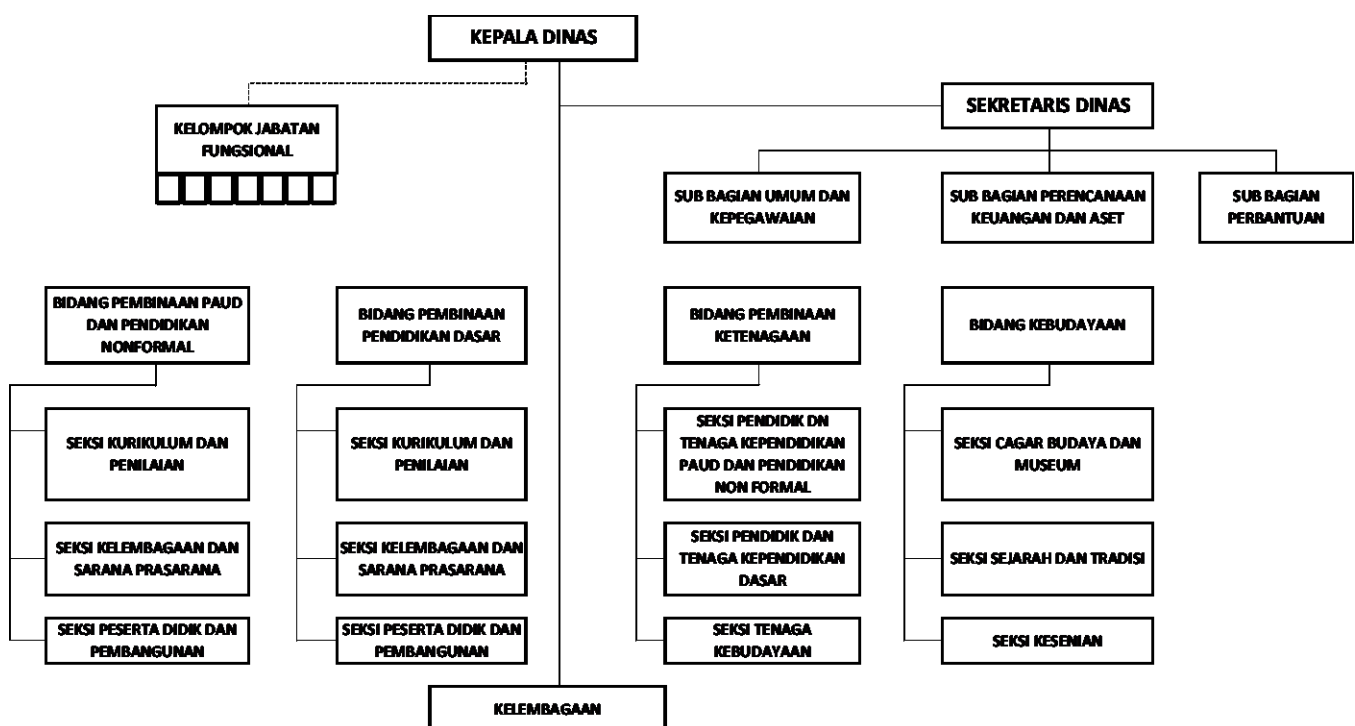 KEPALA DINAS
SEKRETARIS DINAS
KELOMPOK JABATAN
FUNGSIONAL
SUB BAGIAN UMUM DAN
KEPEGAWAIAN
SUB BAGIAN PERENCANAAN
KEUANGAN DAN ASET
SUB BAGIAN
PERBANTUAN
BIDANG PEMBINAAN PAUD
DAN PENDIDIKAN
NONFORMAL
BIDANG PEMBINAAN
PENDIDIKAN DASAR
BIDANG PEMBINAAN
KETENAGAAN
BIDANG KEBUDAYAAN
SEKSI KURIKULUM DAN
PENILAIAN
SEKSI KURIKULUM DAN
PENILAIAN
SEKSI PENDIDIK DN
TENAGA KEPENDIDIKAN
PAUD DAN PENDIDIKAN
NON FORMAL
SEKSI CAGAR BUDAYA DAN
MUSEUM
SEKSI KELEMBAGAAN DAN
SARANA PRASARANA
SEKSI KELEMBAGAAN DAN
SARANA PRASARANA
SEKSI PENDIDIK DAN
TENAGA KEPENDIDIKAN
DASAR
SEKSI SEJARAH DAN TRADISI
SEKSI PESERTA DIDIK DAN
PEMBANGUNAN
SEKSI PESERTA DIDIK DAN
PEMBANGUNAN
SEKSI TENAGA
KEBUDAYAAN
SEKSI KESENIAN
KELEMBAGAAN